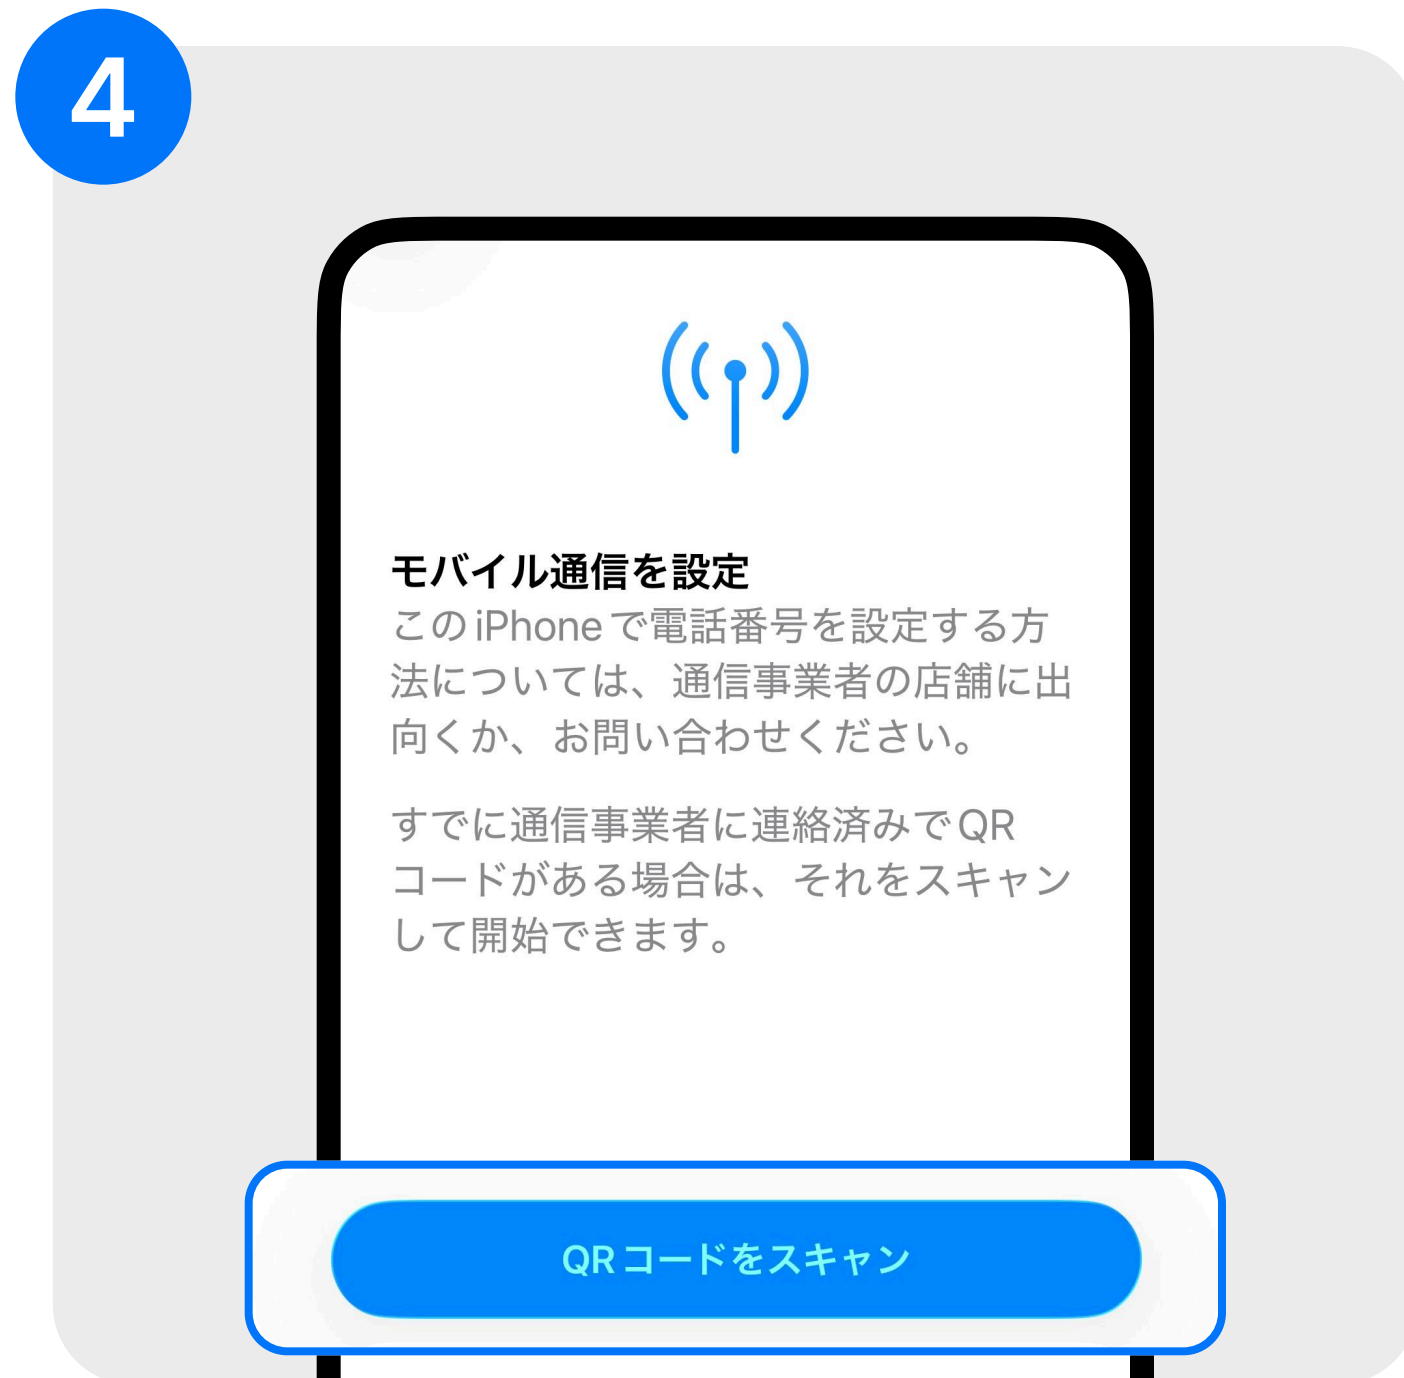 4
モバイル通信を設定
このiPhoneで電話番号を設定する方
法については、通信事業者の店舗に出
向くか、お問い合わせください。
すでに通信事業者に連絡済みでQR
コードがある場合は、それをスキャン
して開始できます。
QRコードをスキャン